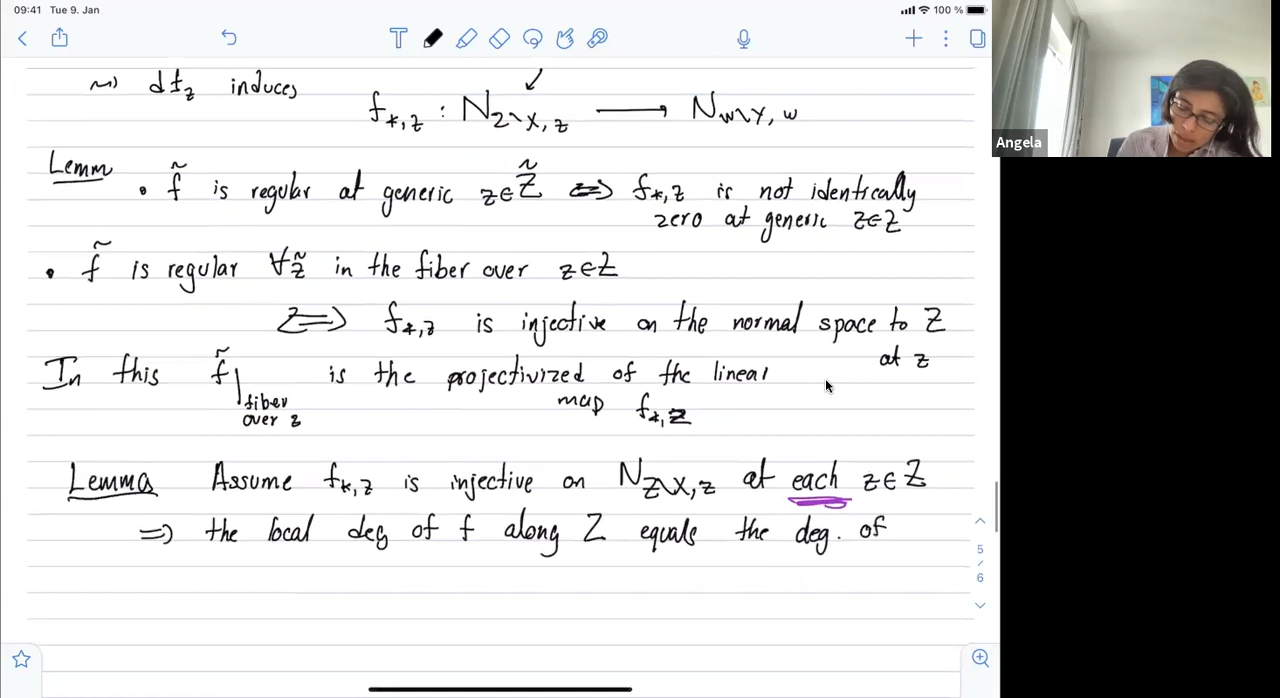 09:41 Tue 9. Jan
100 %
Angela
⇝ df_z induces
f_{*,z} : N_{Z\X, z} ⟶ N_{W\Y, w}
Lemm • f̃ is regular at generic z ∈ Z̃ ⟺ f_{*,z} is not identically
zero at generic z ∈ Z
• f̃ is regular ∀ z̃ in the fiber over z ∈ Z
⟺ f_{*,z} is injective on the normal space to Z
at z
In this f̃| is the projectivized of the linear
fiber over z
map f_{*,z}
Lemma Assume f_{*,z} is injective on N_{Z\X, z} at each z ∈ Z
⟹ the local deg of f along Z equals the deg. of
5
/
6